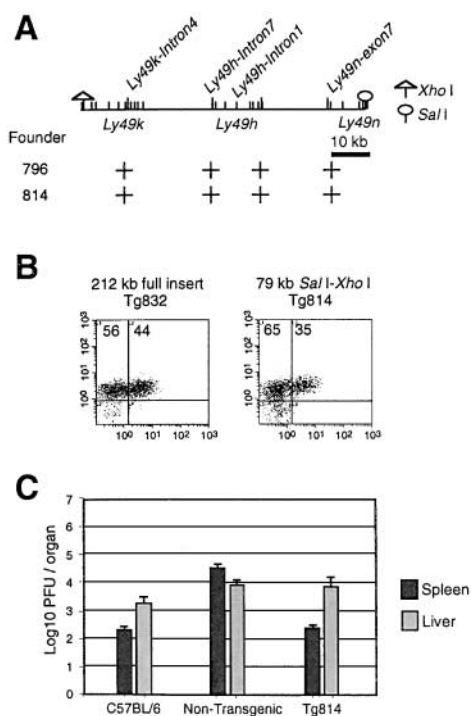 A
Ly49k-Intron4
Ly49h-Intron7
Ly49h-Intron1
Ly49n-exon7
Xho I
Sal I
Ly49k
Ly49h
Ly49n
Founder
10 kb
796 + + + +
814 + + + +
B
212 kb full insert
Tg832
79 kb Sal I-Xho I
Tg814
10³
10²
10¹
10⁰
56 44
10⁰ 10¹ 10² 10³
10³
10²
10¹
10⁰
65 35
10⁰ 10¹ 10² 10³
C
Log10 PFU / organ
7
6
5
4
3
2
1
0
C57BL/6 Non-Transgenic Tg814
Spleen
Liver